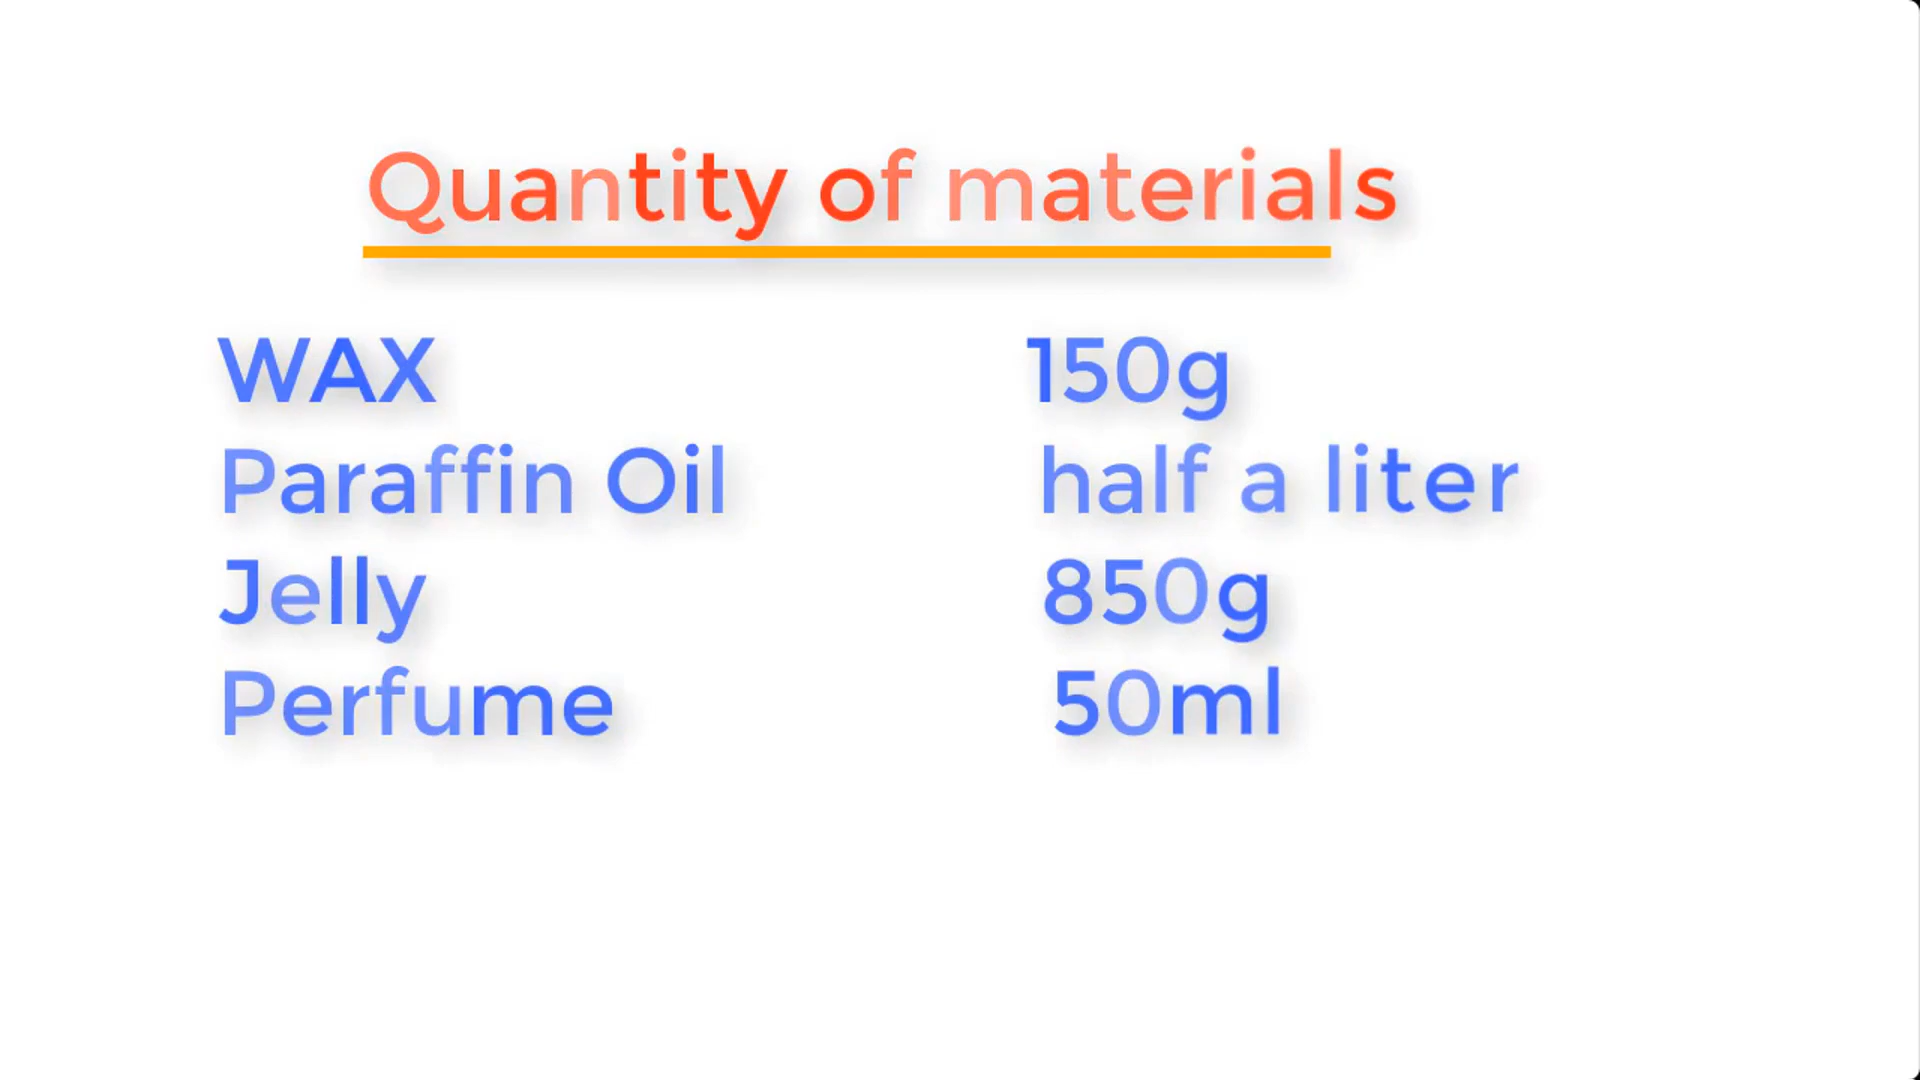 Quantity of materials
WAX 150g
Paraffin Oil half a liter
Jelly 850g
Perfume 50ml